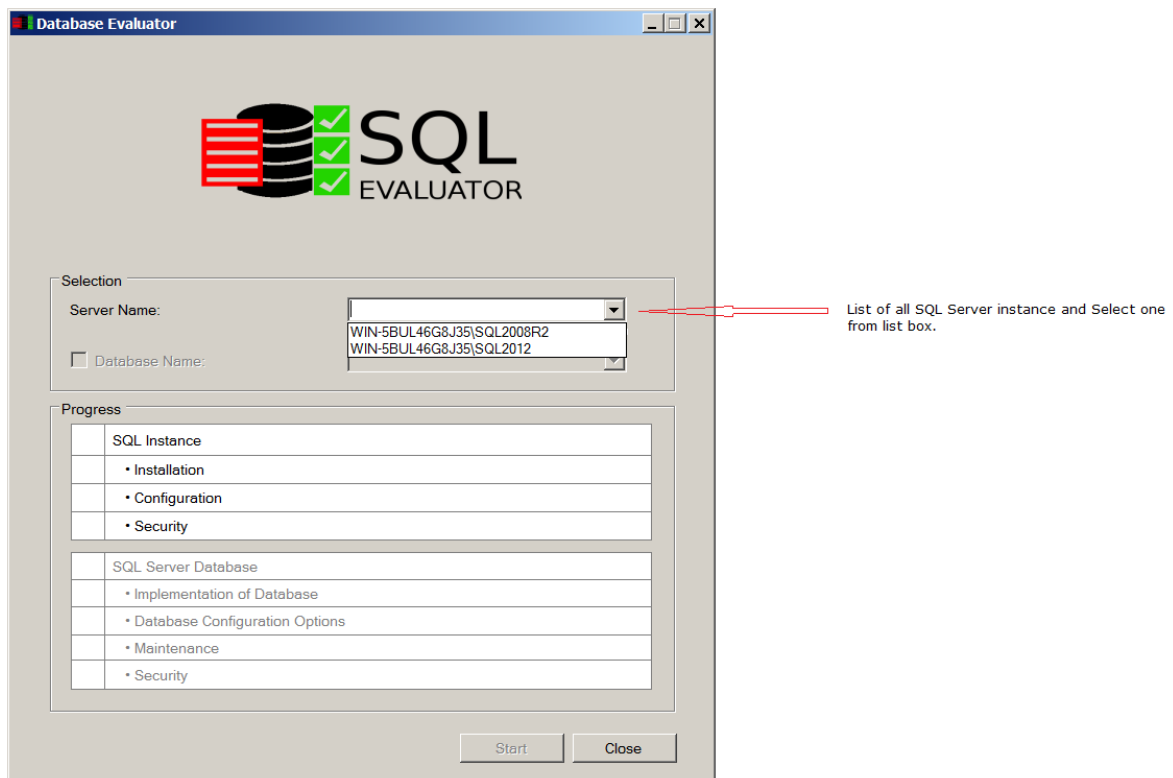 Database Evaluator
SQL
EVALUATOR
Selection
Server Name:
WIN-5BUL46G8J35\SQL2008R2
WIN-5BUL46G8J35\SQL2012
Database Name:
List of all SQL Server instance and Select one
from list box.
Progress
SQL Instance
• Installation
• Configuration
• Security
SQL Server Database
• Implementation of Database
• Database Configuration Options
• Maintenance
• Security
Start
Close